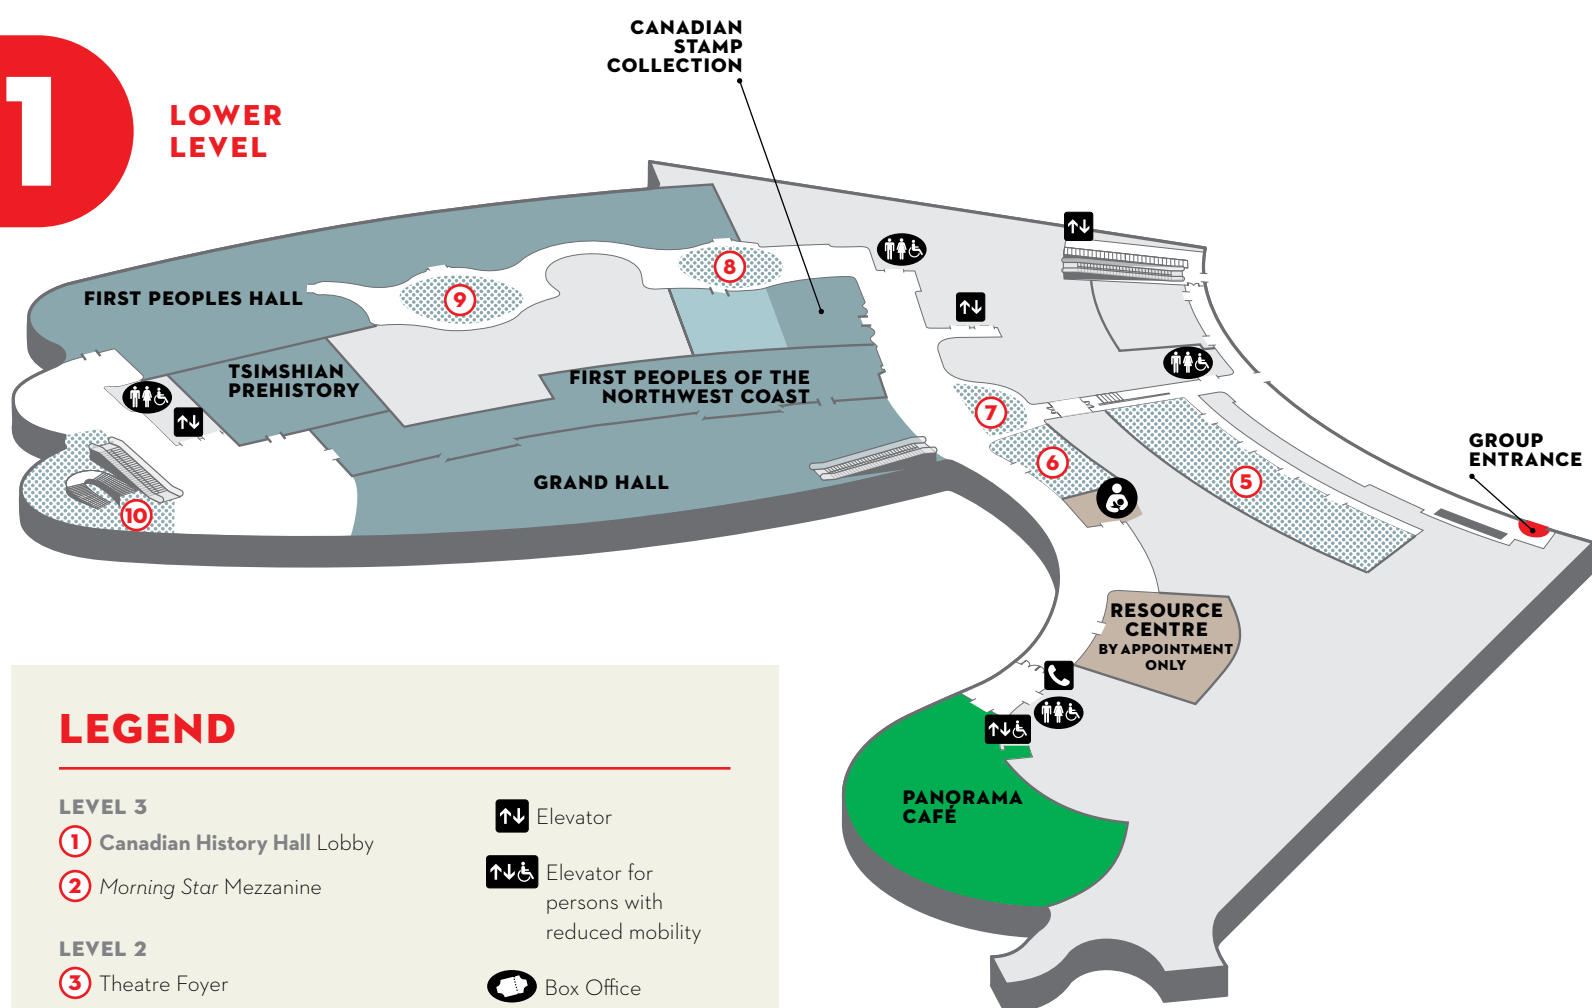 1
LOWER
LEVEL
CANADIAN
STAMP
COLLECTION
FIRST PEOPLES HALL
9
8
TSIMSHIAN
PREHISTORY
FIRST PEOPLES OF THE
NORTHWEST COAST
GRAND HALL
10
7
6
5
GROUP
ENTRANCE
RESOURCE
CENTRE
BY APPOINTMENT
ONLY
PANORAMA
CAFÉ
LEGEND
LEVEL 3
1 Canadian History Hall Lobby
2 Morning Star Mezzanine
LEVEL 2
3 Theatre Foyer
Elevator
Elevator for
persons with
reduced mobility
Box Office